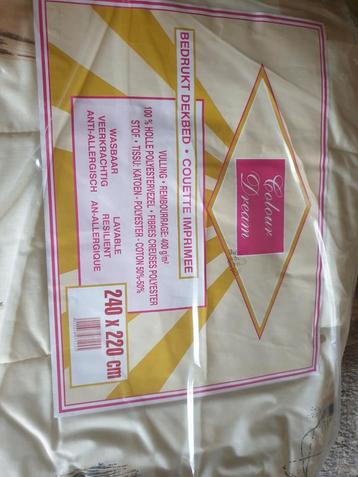 Colour
Dream
BEDRUKT DEKBED • COUETTE IMPRIMEE
VULLING • REMBOURRAGE: 400 g/m²
100 % HOLLE POLYESTERVEZEL • FIBRES CREUSES POLYESTER
STOF • TISSU: KATOEN - POLYESTER - COTON 50%-50%
WASBAAR LAVABLE
VEERKRACHTIG RESILIENT
ANTI-ALLERGISCH AN-ALLERGIQUE
240 x 220 cm